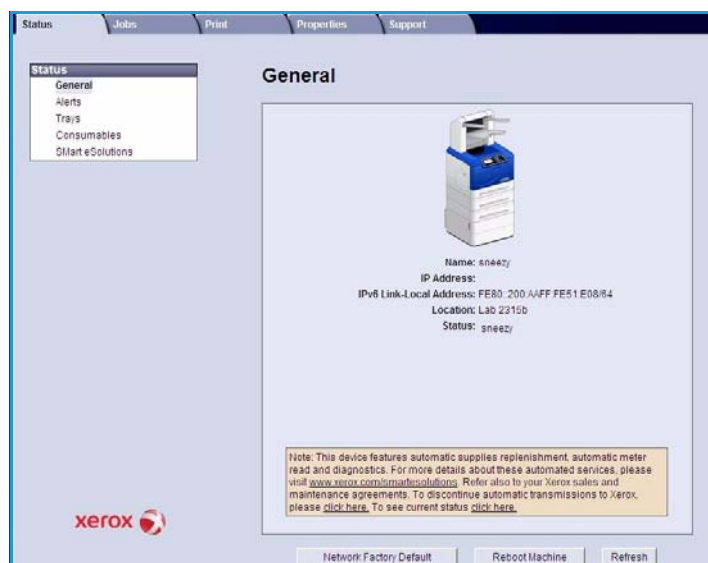 Status Jobs Print Properties Support
Status
General
Alerts
Trays
Consumables
SMart eSolutions
General
Name: sneezy
IP Address:
IPv6 Link-Local Address: FE80::200:AAFF:FE51:E08/64
Location: Lab 2315b
Status: sneezy
Note: This device features automatic supplies replenishment, automatic meter
read and diagnostics. For more details about these automated services, please
visit www.xerox.com/smartesolutions. Refer also to your Xerox sales and
maintenance agreements. To discontinue automatic transmissions to Xerox,
please click here. To see current status click here.
xerox
Network Factory Default Reboot Machine Refresh